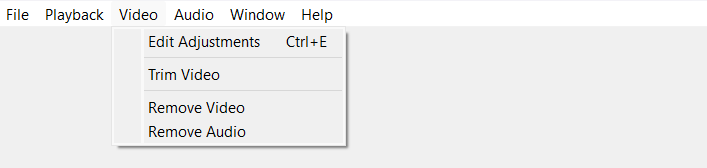 File Playback Video Audio Window Help
Edit Adjustments Ctrl+E
Trim Video
Remove Video
Remove Audio